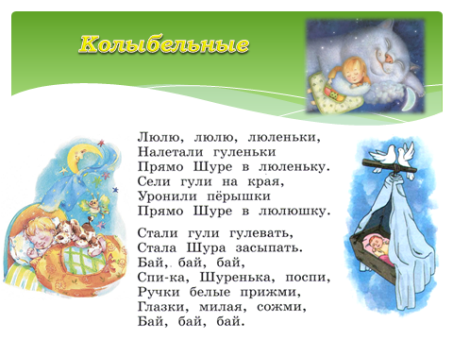 Колыбельные
Люлю, люлю, люленьки,
Налетали гуленьки
Прямо Шуре в люленьку.
Сели гули на края,
Уронили пёрышки
Прямо Шуре в люлюшку.
Стали гули гулевать,
Стала Шура засыпать.
Бай, бай, бай,
Спи-ка, Шуренька, поспи,
Ручки белые прижми,
Глазки, милая, сожми,
Бай, бай, бай.